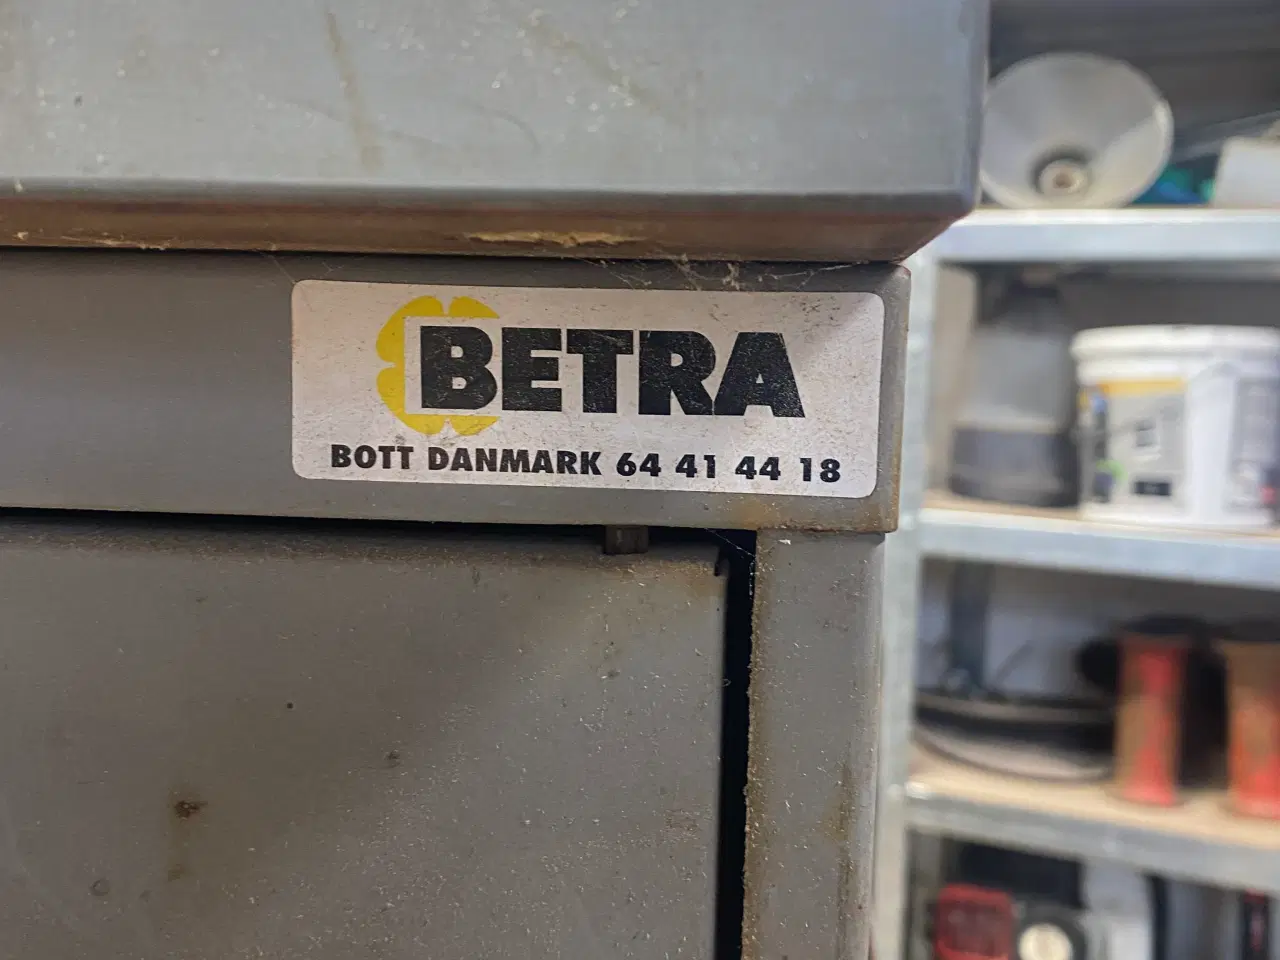 BETRA
BOTT DANMARK 64 41 44 18